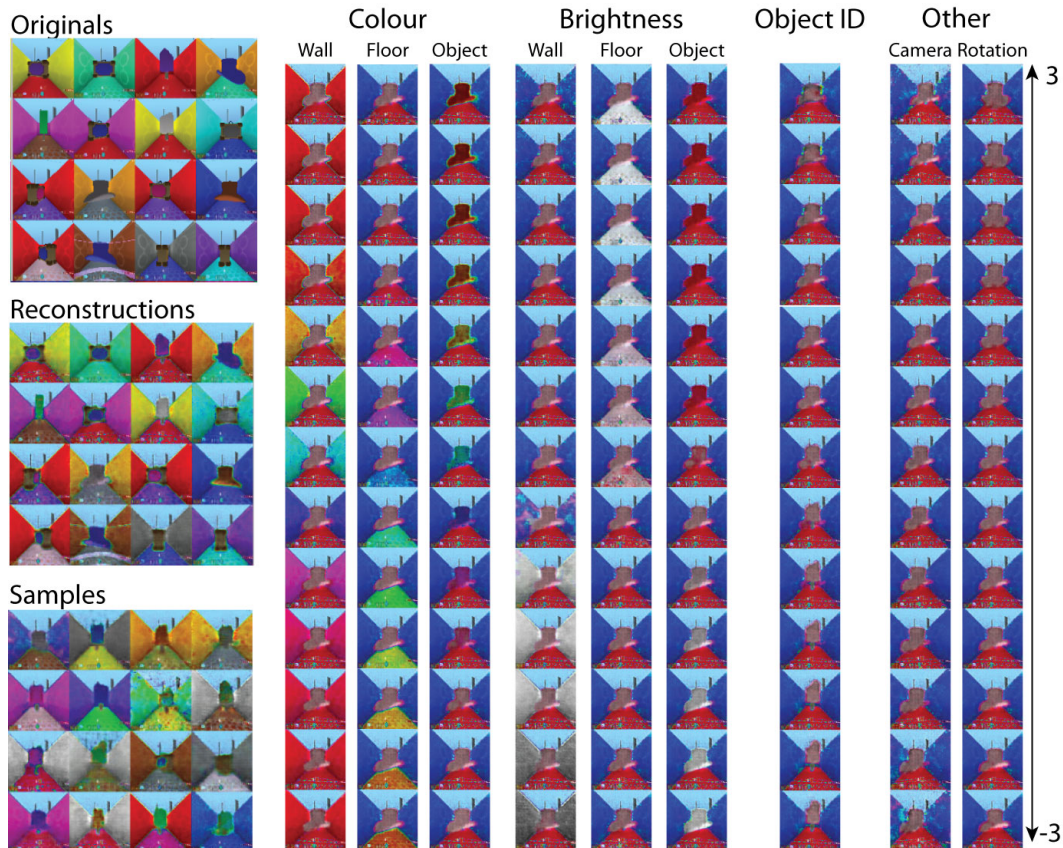 Originals
Reconstructions
Samples
Colour
Wall Floor Object
Brightness
Wall Floor Object
Object ID
Other
Camera Rotation
3
-3